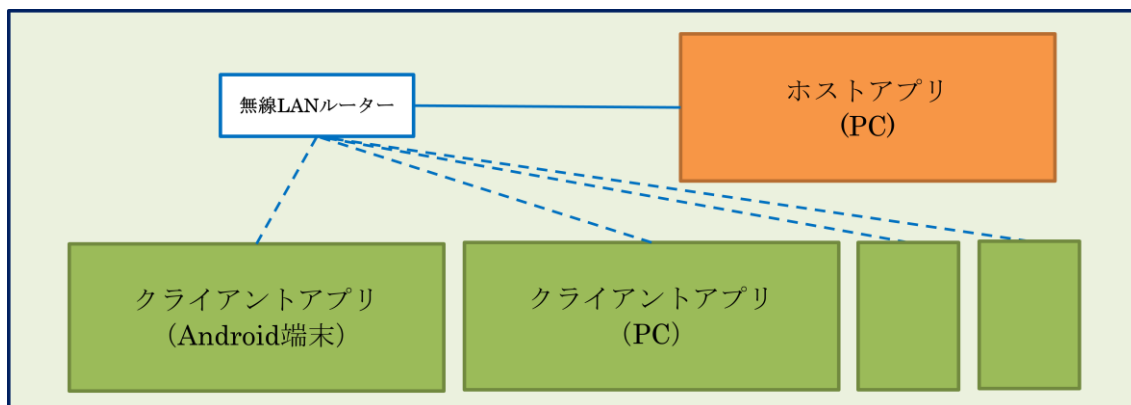 無線LANルーター
ホストアプリ
(PC)
クライアントアプリ
（Android端末）
クライアントアプリ
（PC）